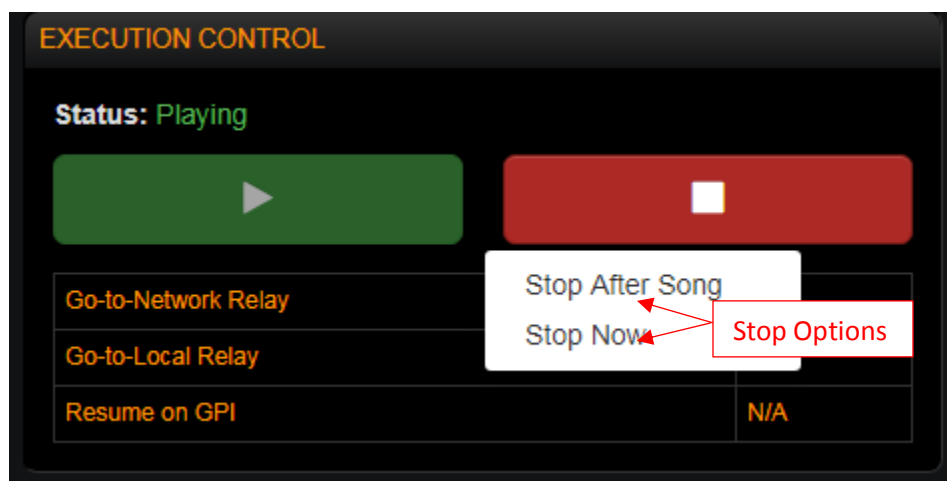 EXECUTION CONTROL
Status: Playing
Stop After Song
Go-to-Network Relay
Stop Now
Stop Options
Go-to-Local Relay
Resume on GPI N/A